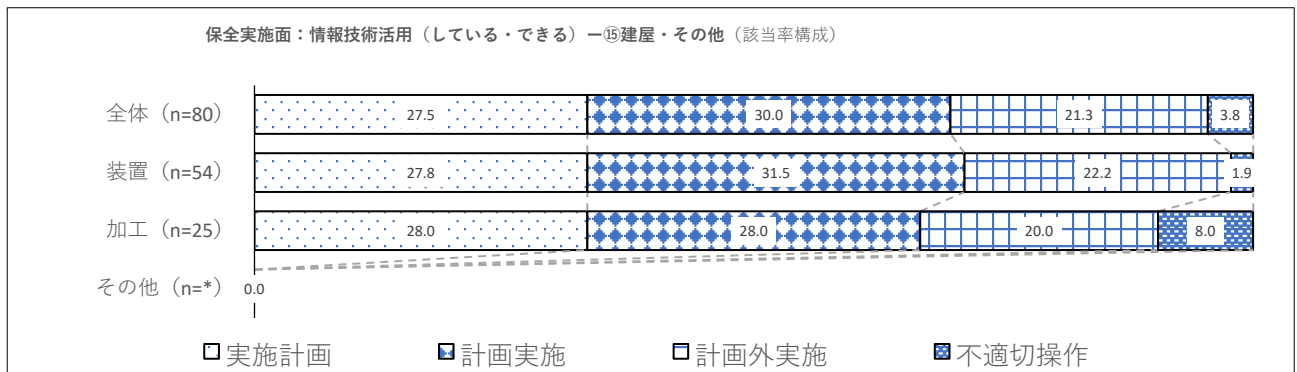 保全実施面：情報技術活用（している・できる）ー⑮建屋・その他（該当率構成）
全体（n=80） 27.5 30.0 21.3 3.8
装置（n=54） 27.8 31.5 22.2 1.9
加工（n=25） 28.0 28.0 20.0 8.0
その他（n=*） 0.0
実施計画 計画実施 計画外実施 不適切操作